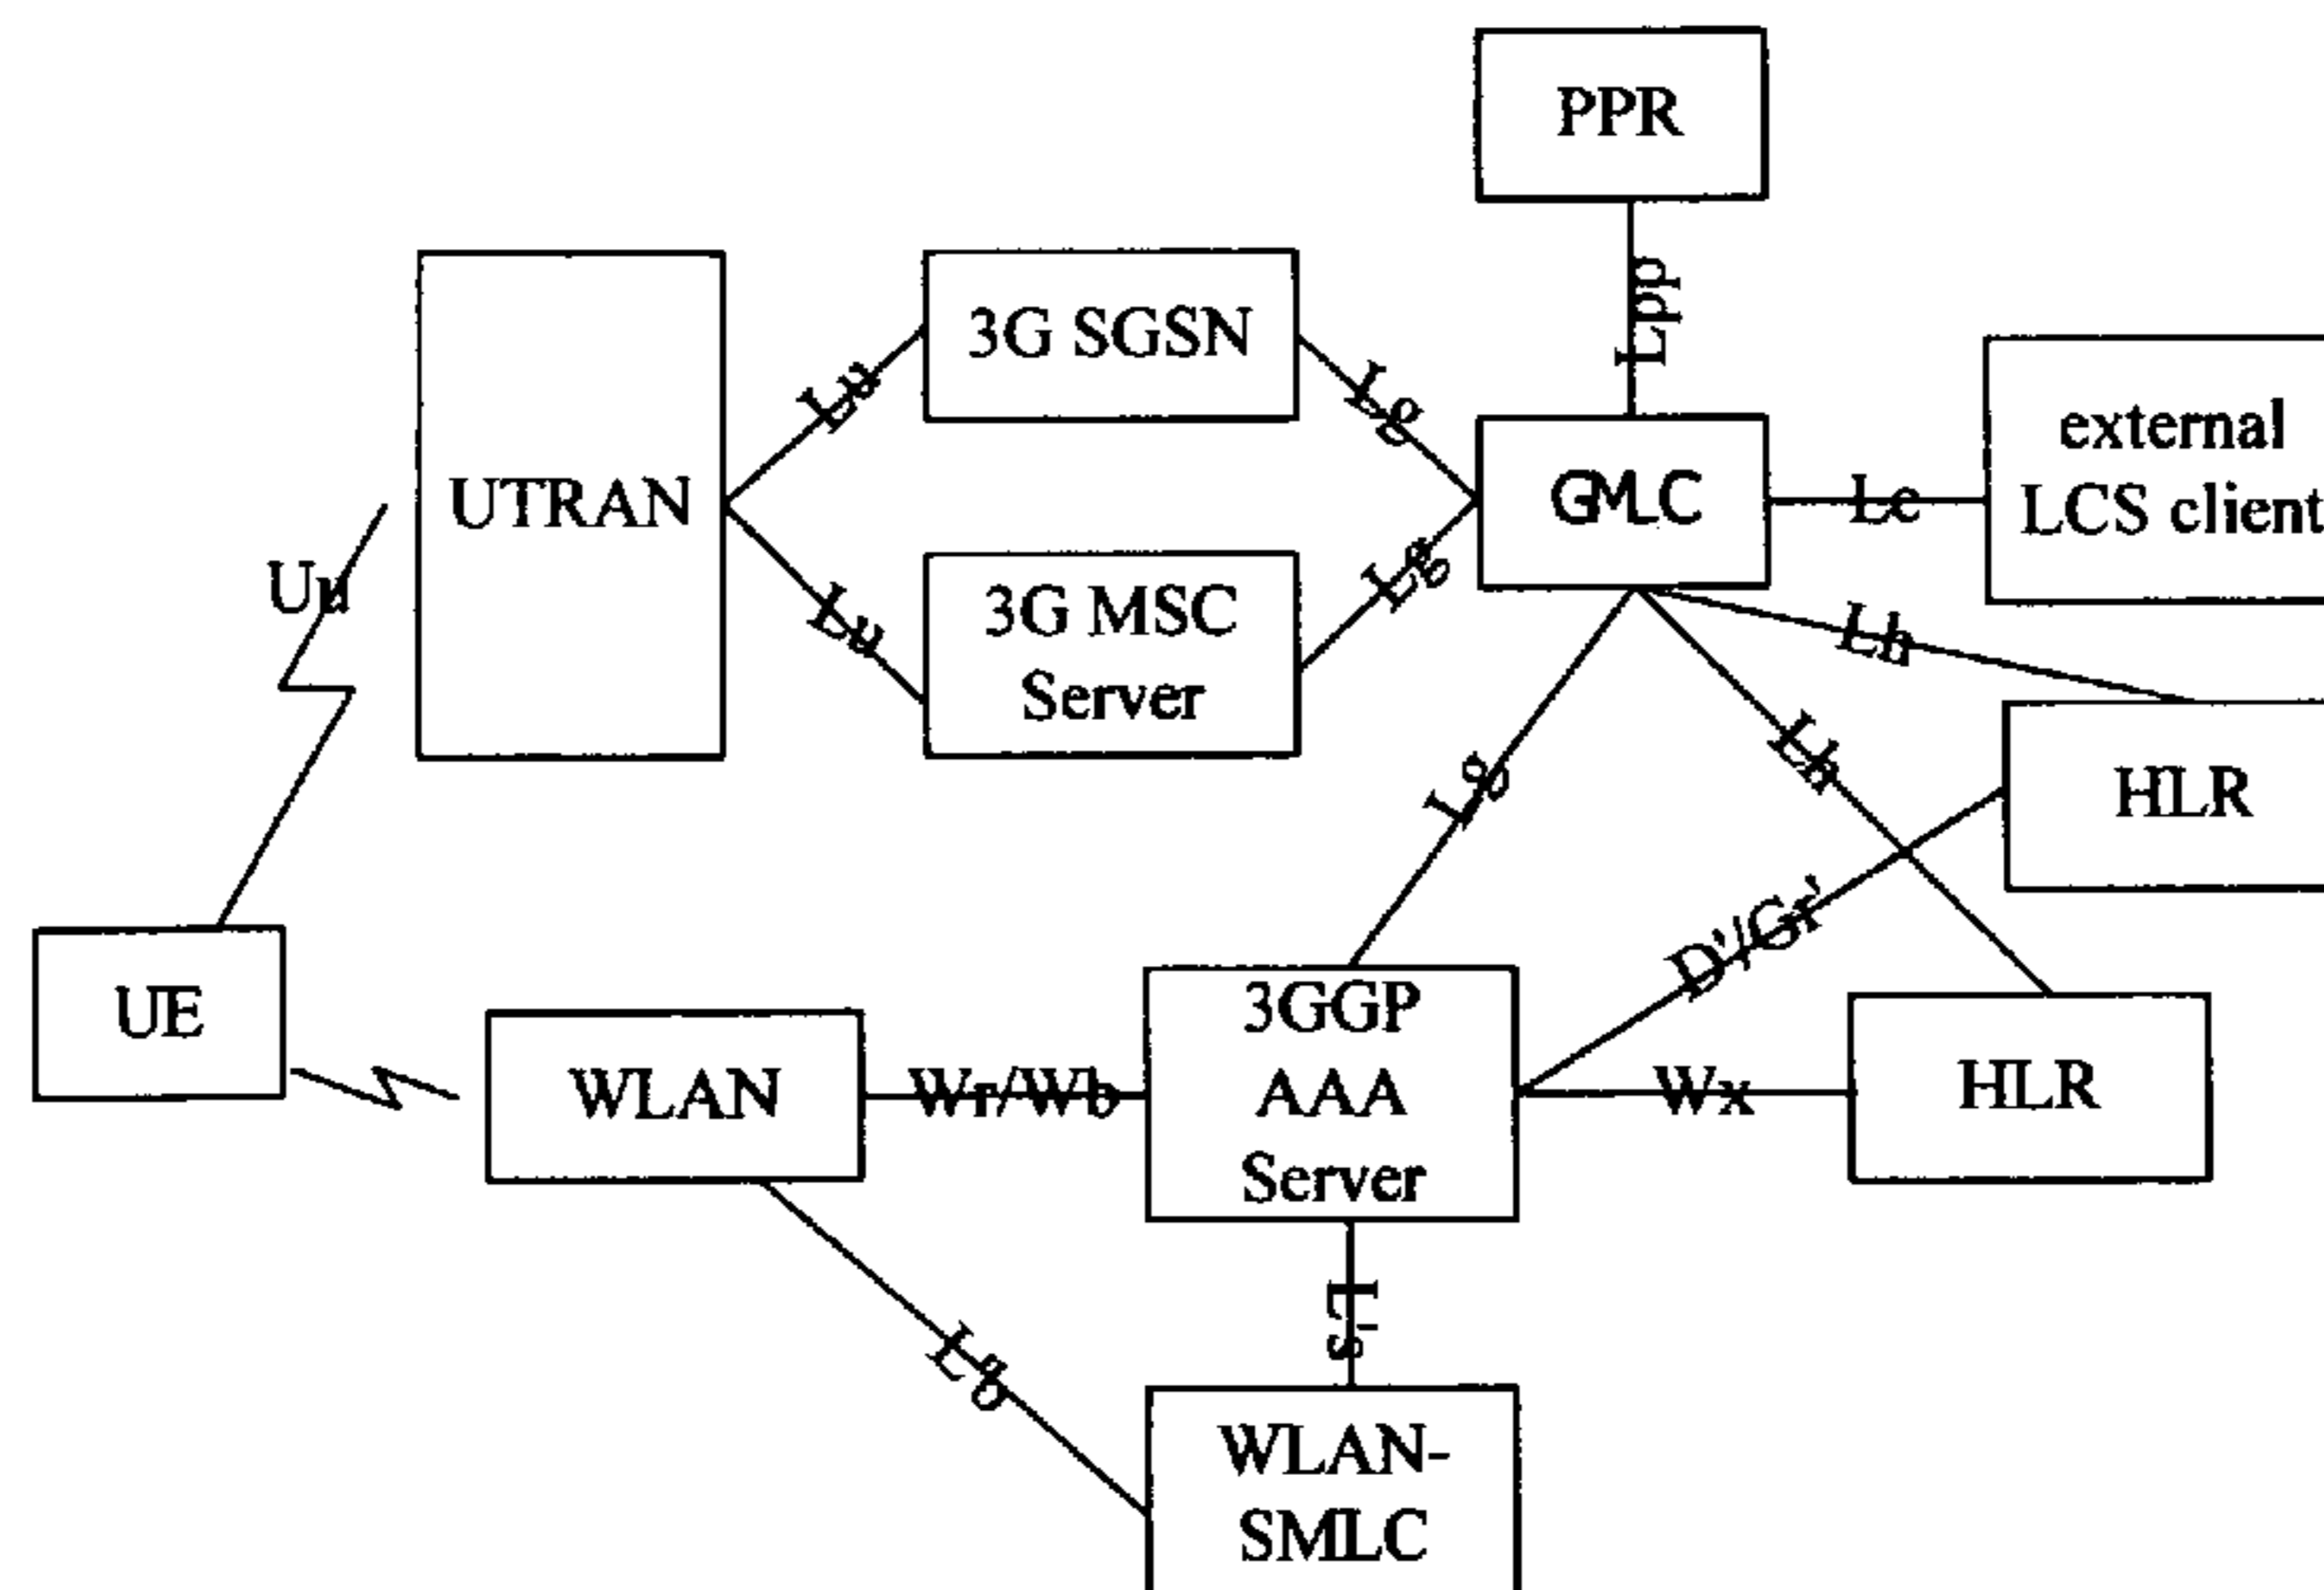 PPR
Lpp
UTRAN
3G SGSN
Lu
Lg
GMLC
Le
external
LCS client
Uu
Lu
3G MSC
Server
Lg
Lh
Lh
HLR
Lg
D'/Gr'
UE
WLAN
Wr/Wb
3GGP
AAA
Server
Wx
HLR
Lg
Ls
WLAN-
SMLC